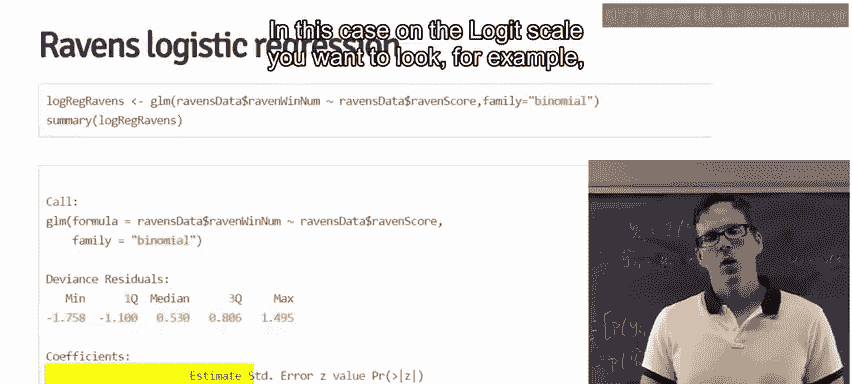 In this case on the Logit scale
Ravens logistic regression
you want to look, for example,
logRegRavens <- glm(ravensData$ravenWinNum ~ ravensData$ravenScore,family="binomial")
summary(logRegRavens)
Call:
glm(formula = ravensData$ravenWinNum ~ ravensData$ravenScore,
family = "binomial")
Deviance Residuals:
Min 1Q Median 3Q Max
-1.758 -1.100 0.530 0.806 1.495
Coefficients:
Estimate Std. Error z value Pr(>|z|)